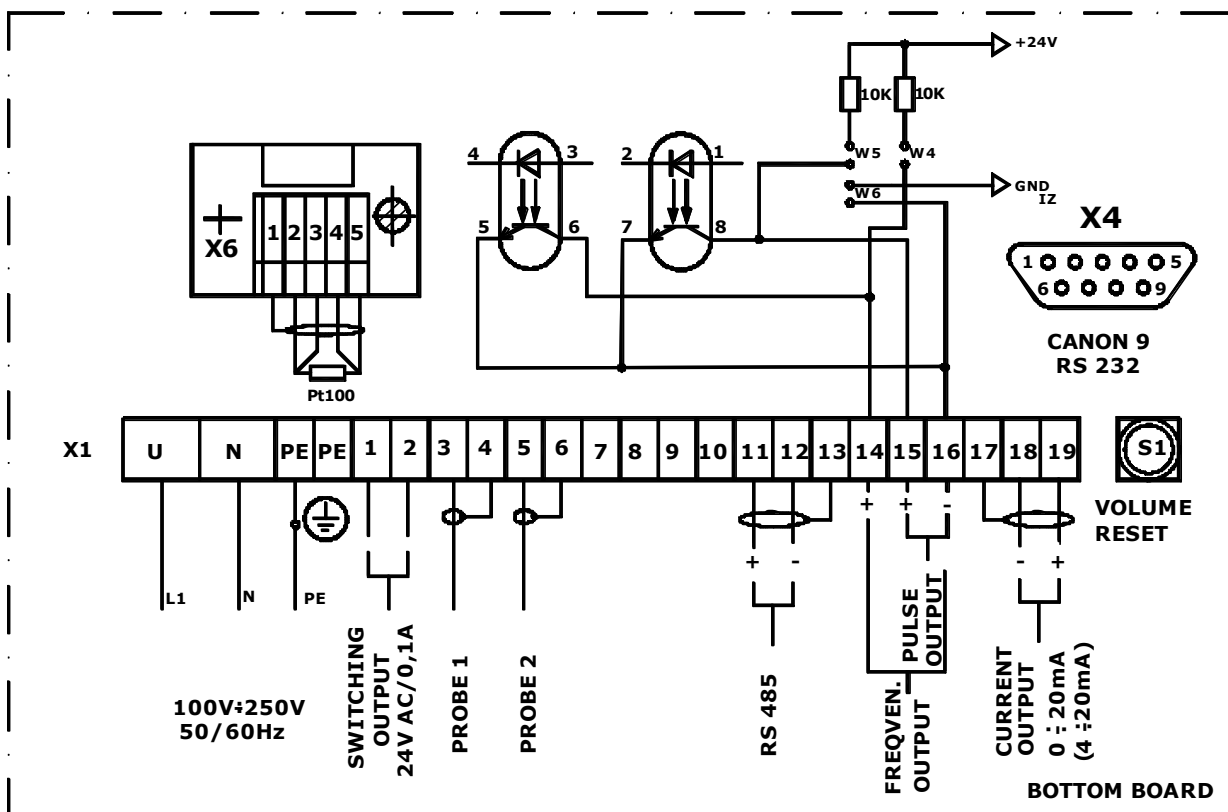 +24V
10K 10K
4 3 2 1
W5 W4
W6
GND
IZ
X6
1 2 3 4 5
5 6 7 8
X4
1 5
6 9
CANON 9
RS 232
Pt100
X1 U N PE PE 1 2 3 4 5 6 7 8 9 10 11 12 13 14 15 16 17 18 19 S1
VOLUME
RESET
+ + -
+ - - +
L1 N PE
100V÷250V
50/60Hz
SWITCHING
OUTPUT
24V AC/0,1A
PROBE 1
PROBE 2
RS 485
FREQVEN.
OUTPUT
PULSE
OUTPUT
CURRENT
OUTPUT
0 ÷ 20mA
(4 ÷20mA)
BOTTOM BOARD